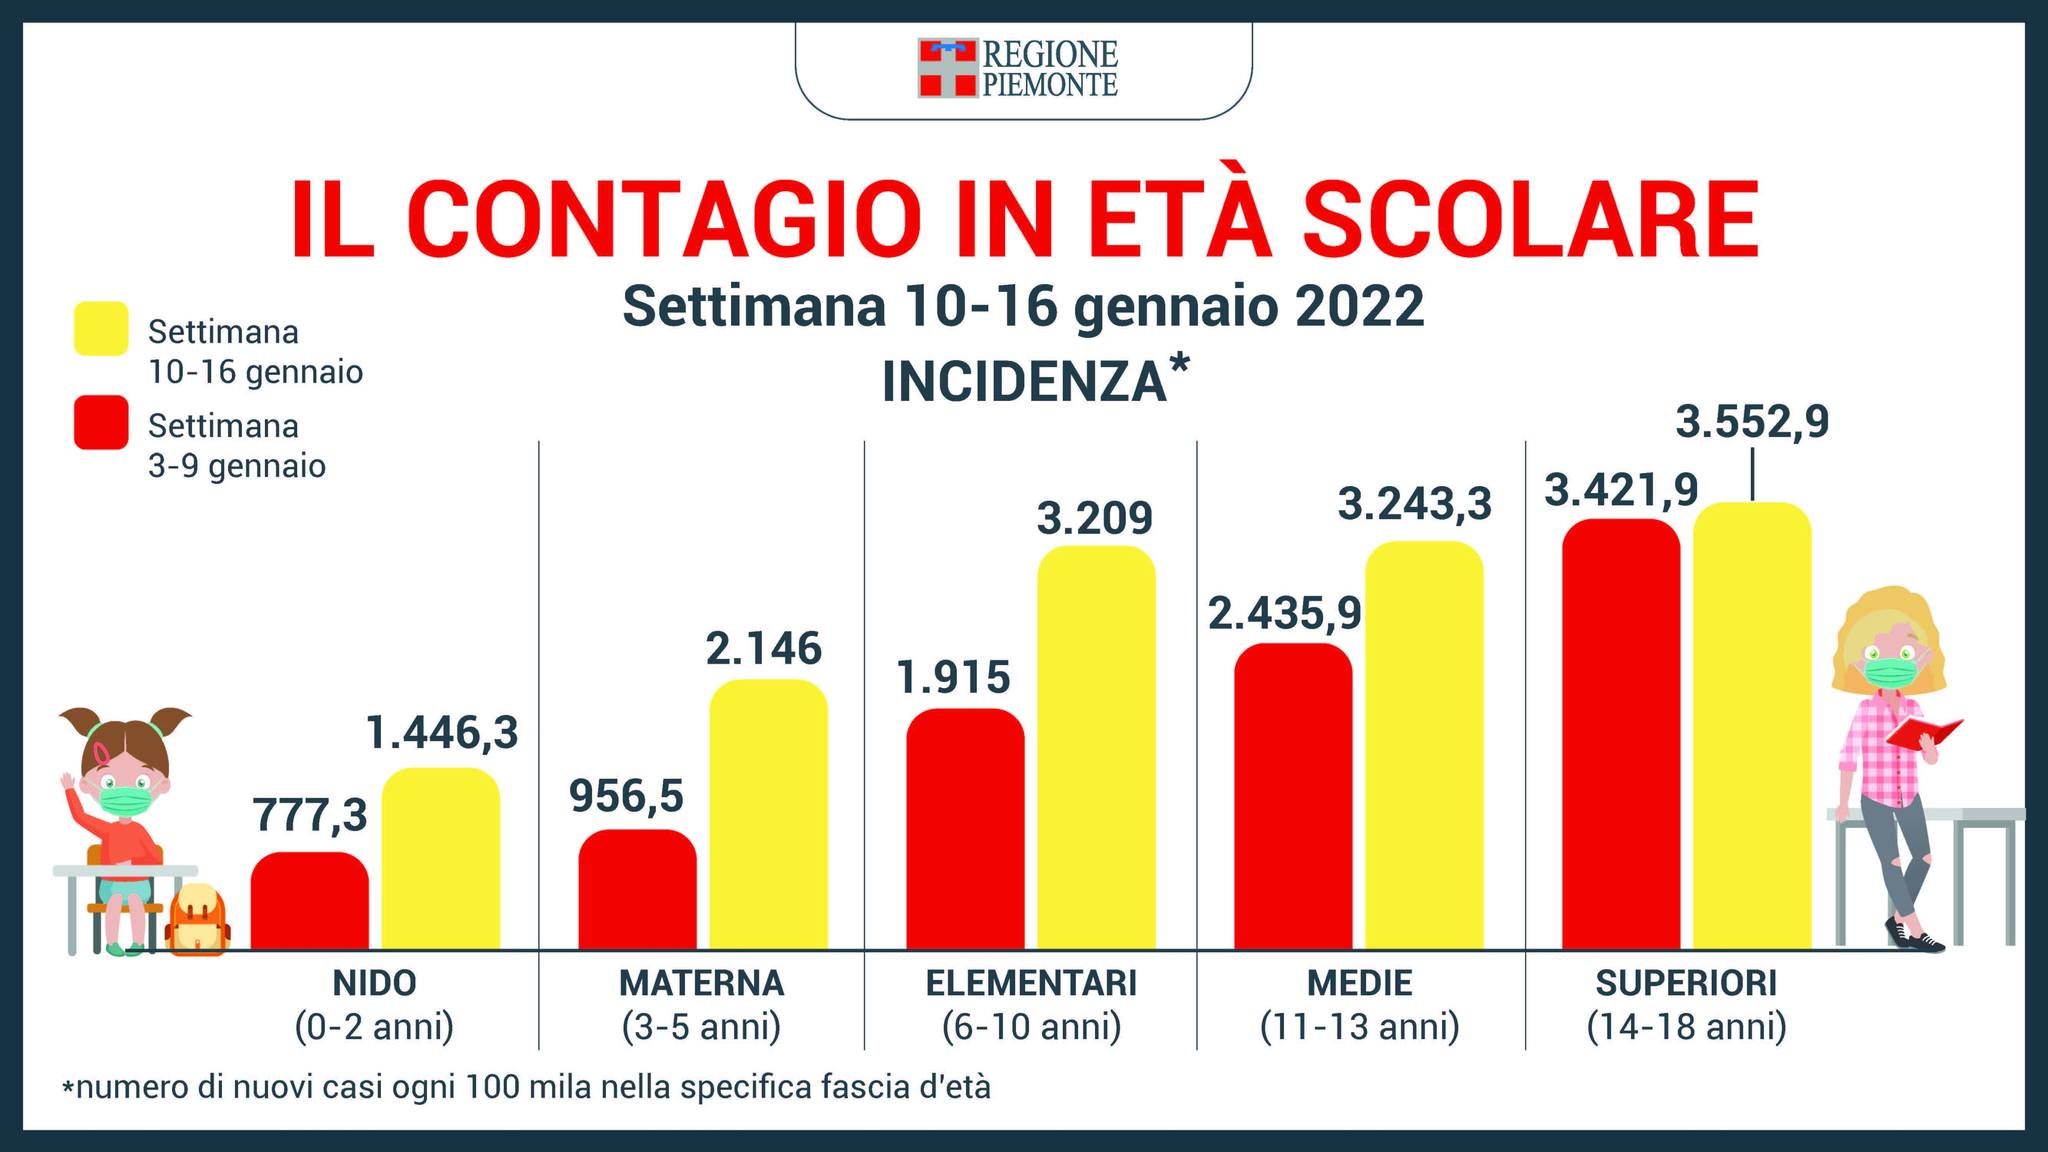 REGIONE
PIEMONTE
IL CONTAGIO IN ETÀ SCOLARE
Settimana 10-16 gennaio 2022
INCIDENZA*
Settimana
10-16 gennaio
Settimana
3-9 gennaio
777,3
1.446,3
956,5
2.146
1.915
3.209
2.435,9
3.243,3
3.421,9
3.552,9
NIDO
(0-2 anni)
MATERNA
(3-5 anni)
ELEMENTARI
(6-10 anni)
MEDIE
(11-13 anni)
SUPERIORI
(14-18 anni)
*numero di nuovi casi ogni 100 mila nella specifica fascia d'età